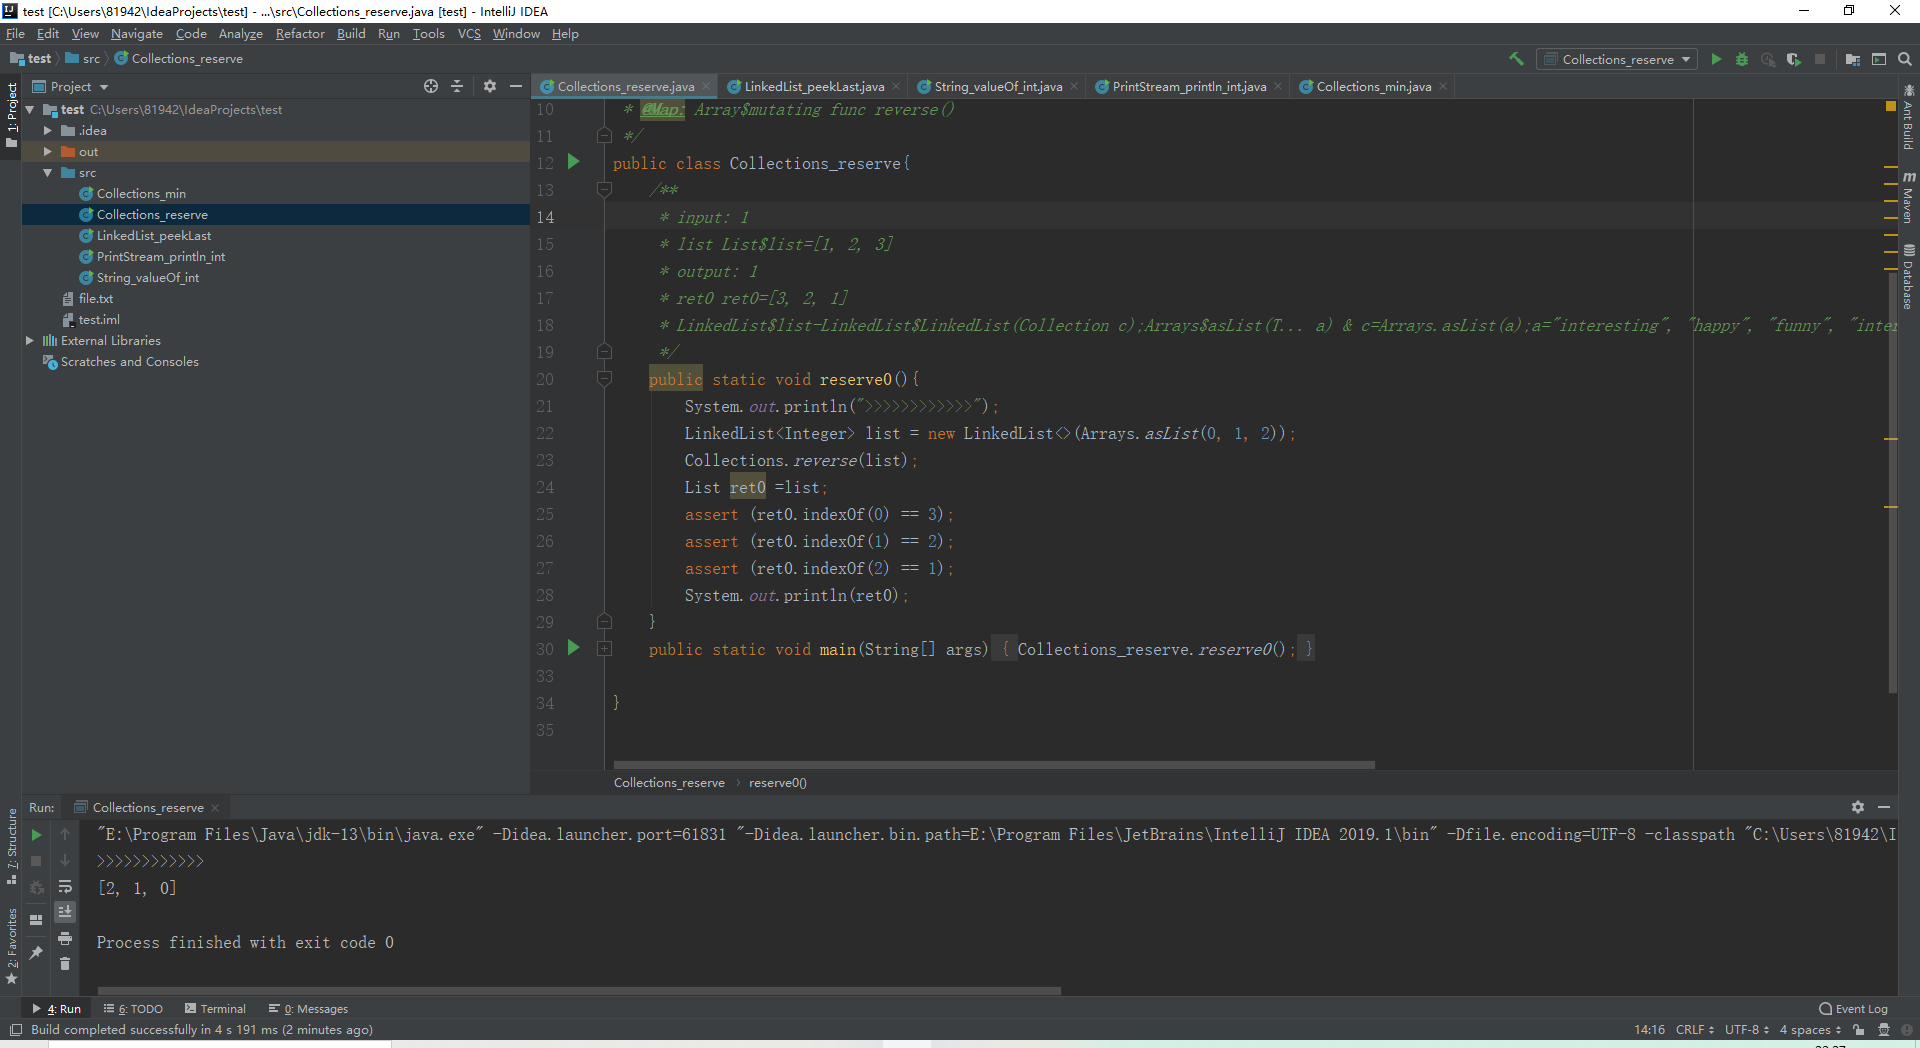 test [C:\Users\81942\IdeaProjects\test] - ...\src\Collections_reserve.java [test] - IntelliJ IDEA
File Edit View Navigate Code Analyze Refactor Build Run Tools VCS Window Help
test src Collections_reserve
Collections_reserve
Project
Collections_reserve.java LinkedList_peekLast.java String_valueOf_int.java PrintStream_println_int.java Collections_min.java
1: Project
test C:\Users\81942\IdeaProjects\test
.idea
out
src
Collections_min
Collections_reserve
LinkedList_peekLast
PrintStream_println_int
String_valueOf_int
file.txt
test.iml
External Libraries
Scratches and Consoles
10 * @Map: Array$mutating func reverse()
11 */
12 public class Collections_reserve{
13 /**
14 * input: 1
15 * list List$list=[1, 2, 3]
16 * output: 1
17 * ret0 ret0=[3, 2, 1]
18 * LinkedList$list-LinkedList$LinkedList(Collection c);Arrays$asList(T... a) & c=Arrays.asList(a);a="interesting", "happy", "funny", "inter
19 */
20 public static void reserve0(){
21 System.out.println(">>>>>>>>>>>>");
22 LinkedList<Integer> list = new LinkedList<>(Arrays.asList(0, 1, 2));
23 Collections.reverse(list);
24 List ret0 =list;
25 assert (ret0.indexOf(0) == 3);
26 assert (ret0.indexOf(1) == 2);
27 assert (ret0.indexOf(2) == 1);
28 System.out.println(ret0);
29 }
30 public static void main(String[] args) { Collections_reserve.reserve0(); }
33
34 }
35
Collections_reserve reserve0()
Ant Build
Maven
Database
Run: Collections_reserve
"E:\Program Files\Java\jdk-13\bin\java.exe" -Didea.launcher.port=61831 "-Didea.launcher.bin.path=E:\Program Files\JetBrains\IntelliJ IDEA 2019.1\bin" -Dfile.encoding=UTF-8 -classpath "C:\Users\81942\I
>>>>>>>>>>>>
[2, 1, 0]
Process finished with exit code 0
7: Structure
2: Favorites
4: Run 6: TODO Terminal 0: Messages Event Log
Build completed successfully in 4 s 191 ms (2 minutes ago) 14:16 CRLF UTF-8 4 spaces